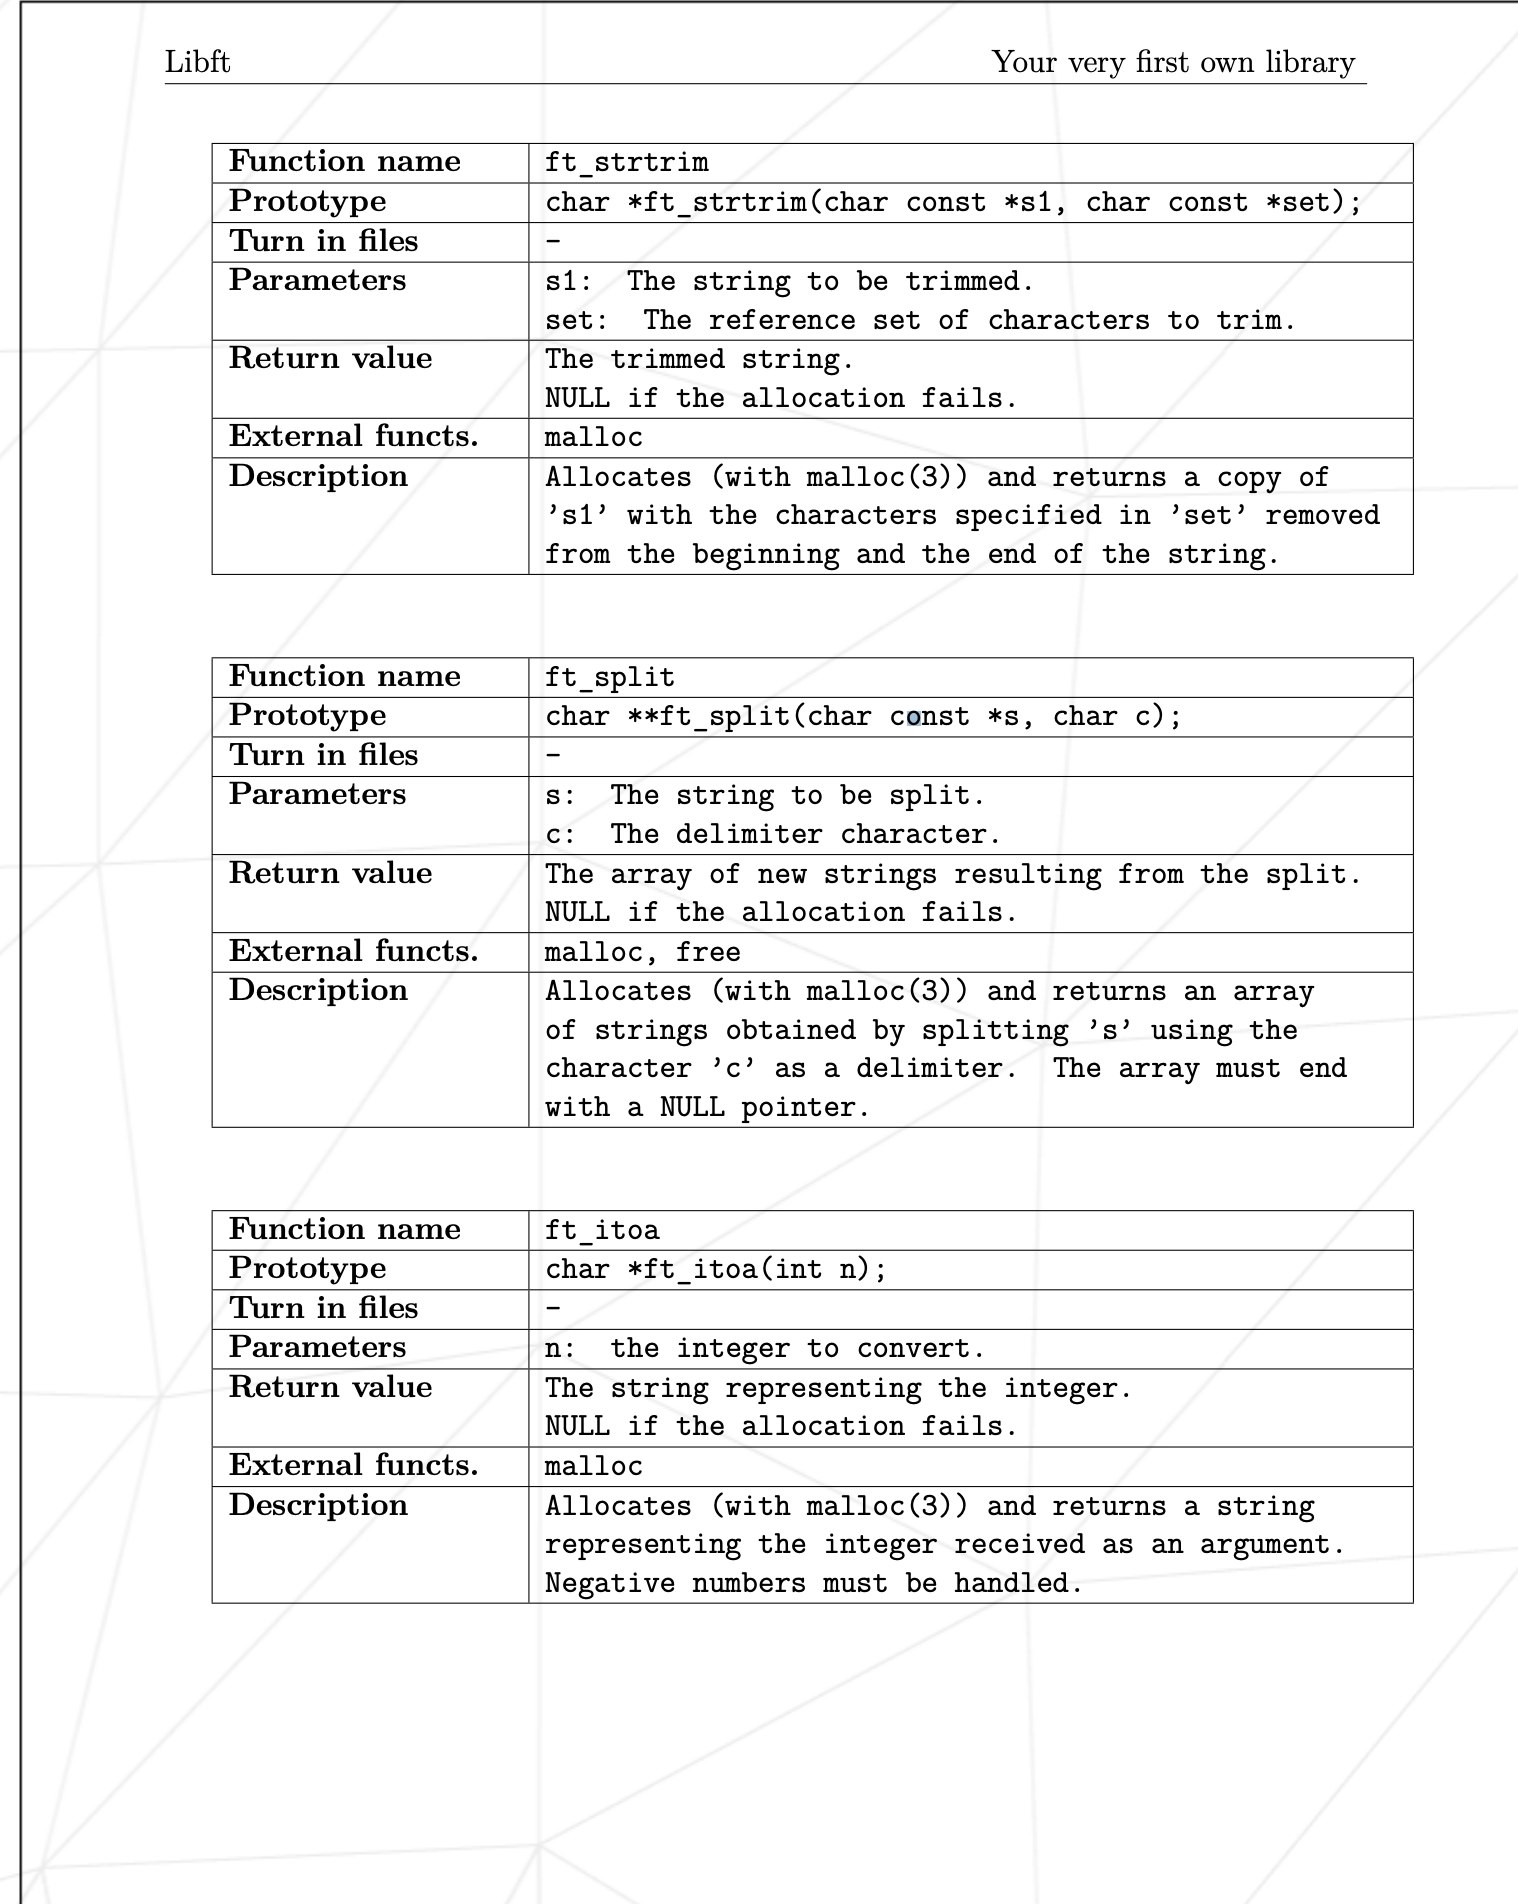 Libft Your very first own library
Function name ft_strtrim
Prototype char *ft_strtrim(char const *s1, char const *set);
Turn in files -
Parameters s1: The string to be trimmed.
set: The reference set of characters to trim.
Return value The trimmed string.
NULL if the allocation fails.
External functs. malloc
Description Allocates (with malloc(3)) and returns a copy of
’s1’ with the characters specified in ’set’ removed
from the beginning and the end of the string.
Function name ft_split
Prototype char **ft_split(char const *s, char c);
Turn in files -
Parameters s: The string to be split.
c: The delimiter character.
Return value The array of new strings resulting from the split.
NULL if the allocation fails.
External functs. malloc, free
Description Allocates (with malloc(3)) and returns an array
of strings obtained by splitting ’s’ using the
character ’c’ as a delimiter. The array must end
with a NULL pointer.
Function name ft_itoa
Prototype char *ft_itoa(int n);
Turn in files -
Parameters n: the integer to convert.
Return value The string representing the integer.
NULL if the allocation fails.
External functs. malloc
Description Allocates (with malloc(3)) and returns a string
representing the integer received as an argument.
Negative numbers must be handled.